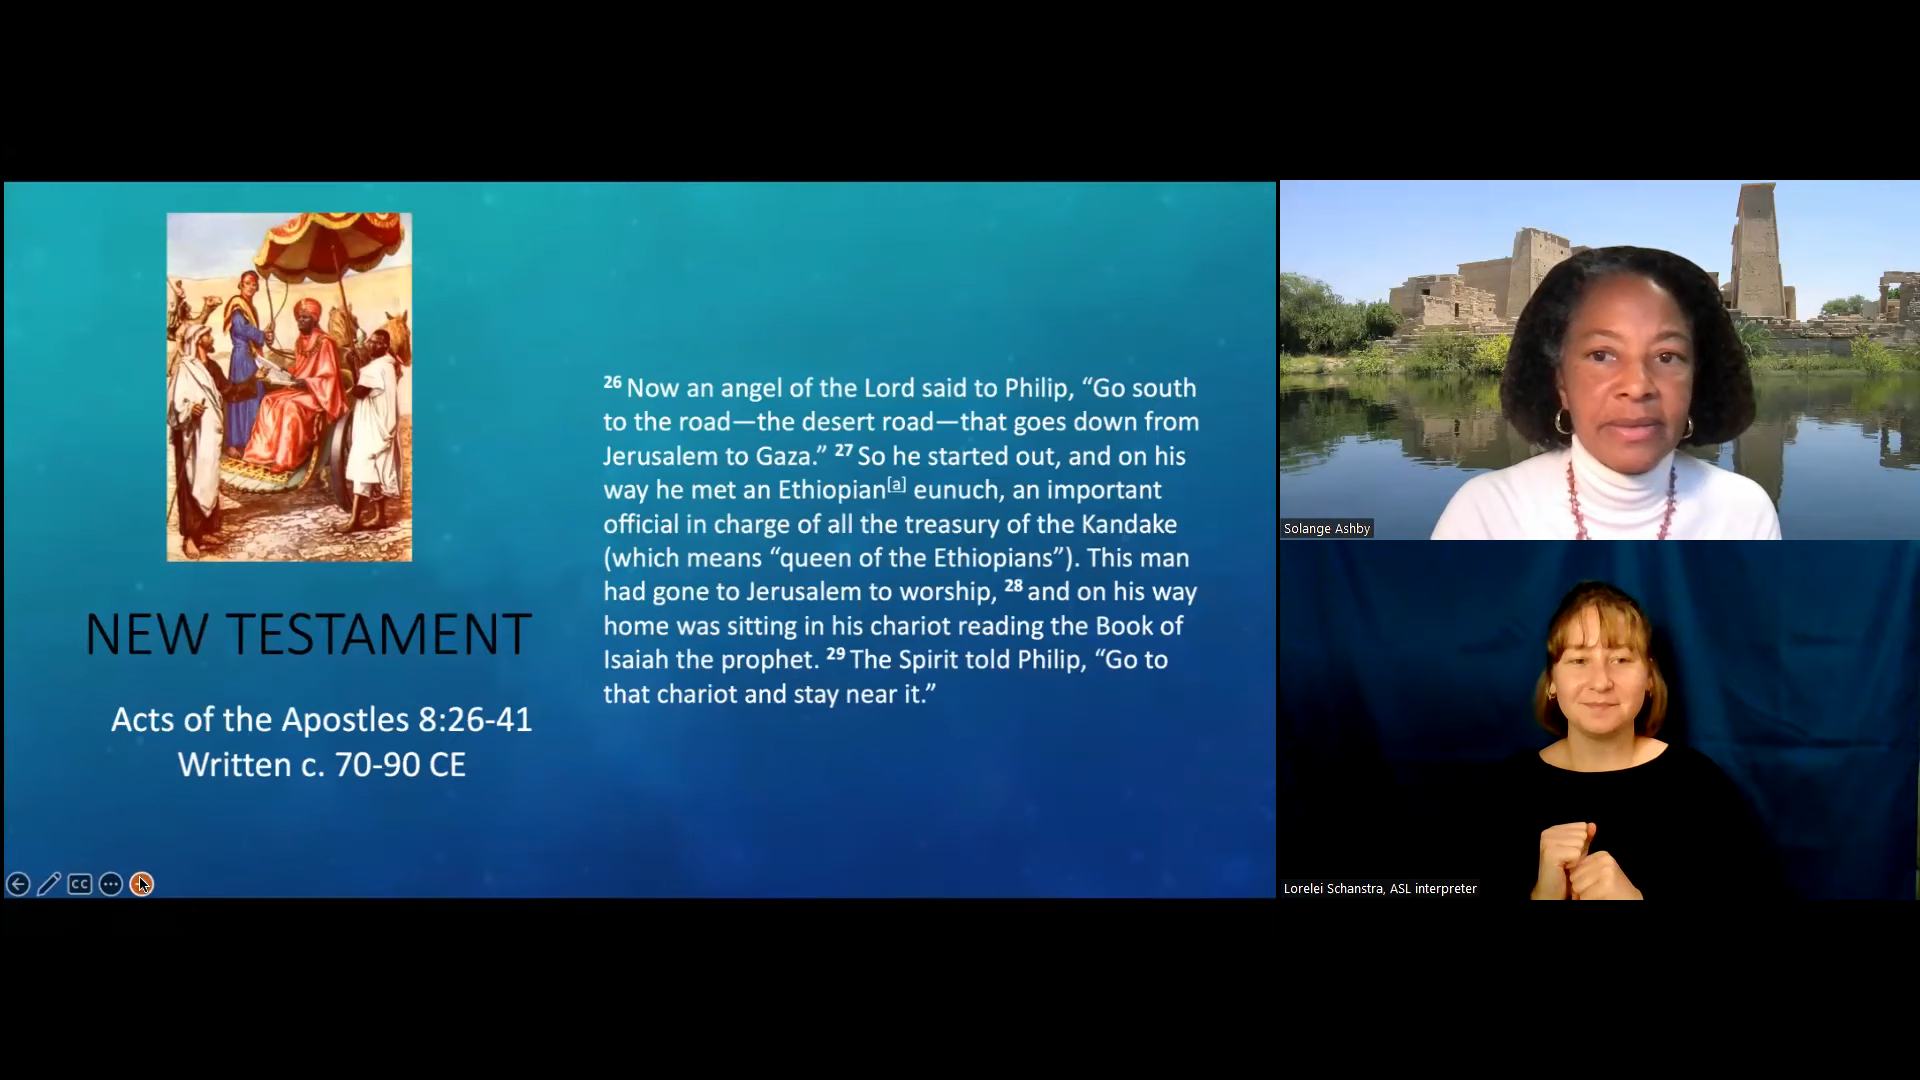 NEW TESTAMENT
Acts of the Apostles 8:26-41
Written c. 70-90 CE
26 Now an angel of the Lord said to Philip, “Go south
to the road—the desert road—that goes down from
Jerusalem to Gaza.” 27 So he started out, and on his
way he met an Ethiopian[a] eunuch, an important
official in charge of all the treasury of the Kandake
(which means “queen of the Ethiopians”). This man
had gone to Jerusalem to worship, 28 and on his way
home was sitting in his chariot reading the Book of
Isaiah the prophet. 29 The Spirit told Philip, “Go to
that chariot and stay near it.”
CC
Solange Ashby
Lorelei Schanstra, ASL interpreter